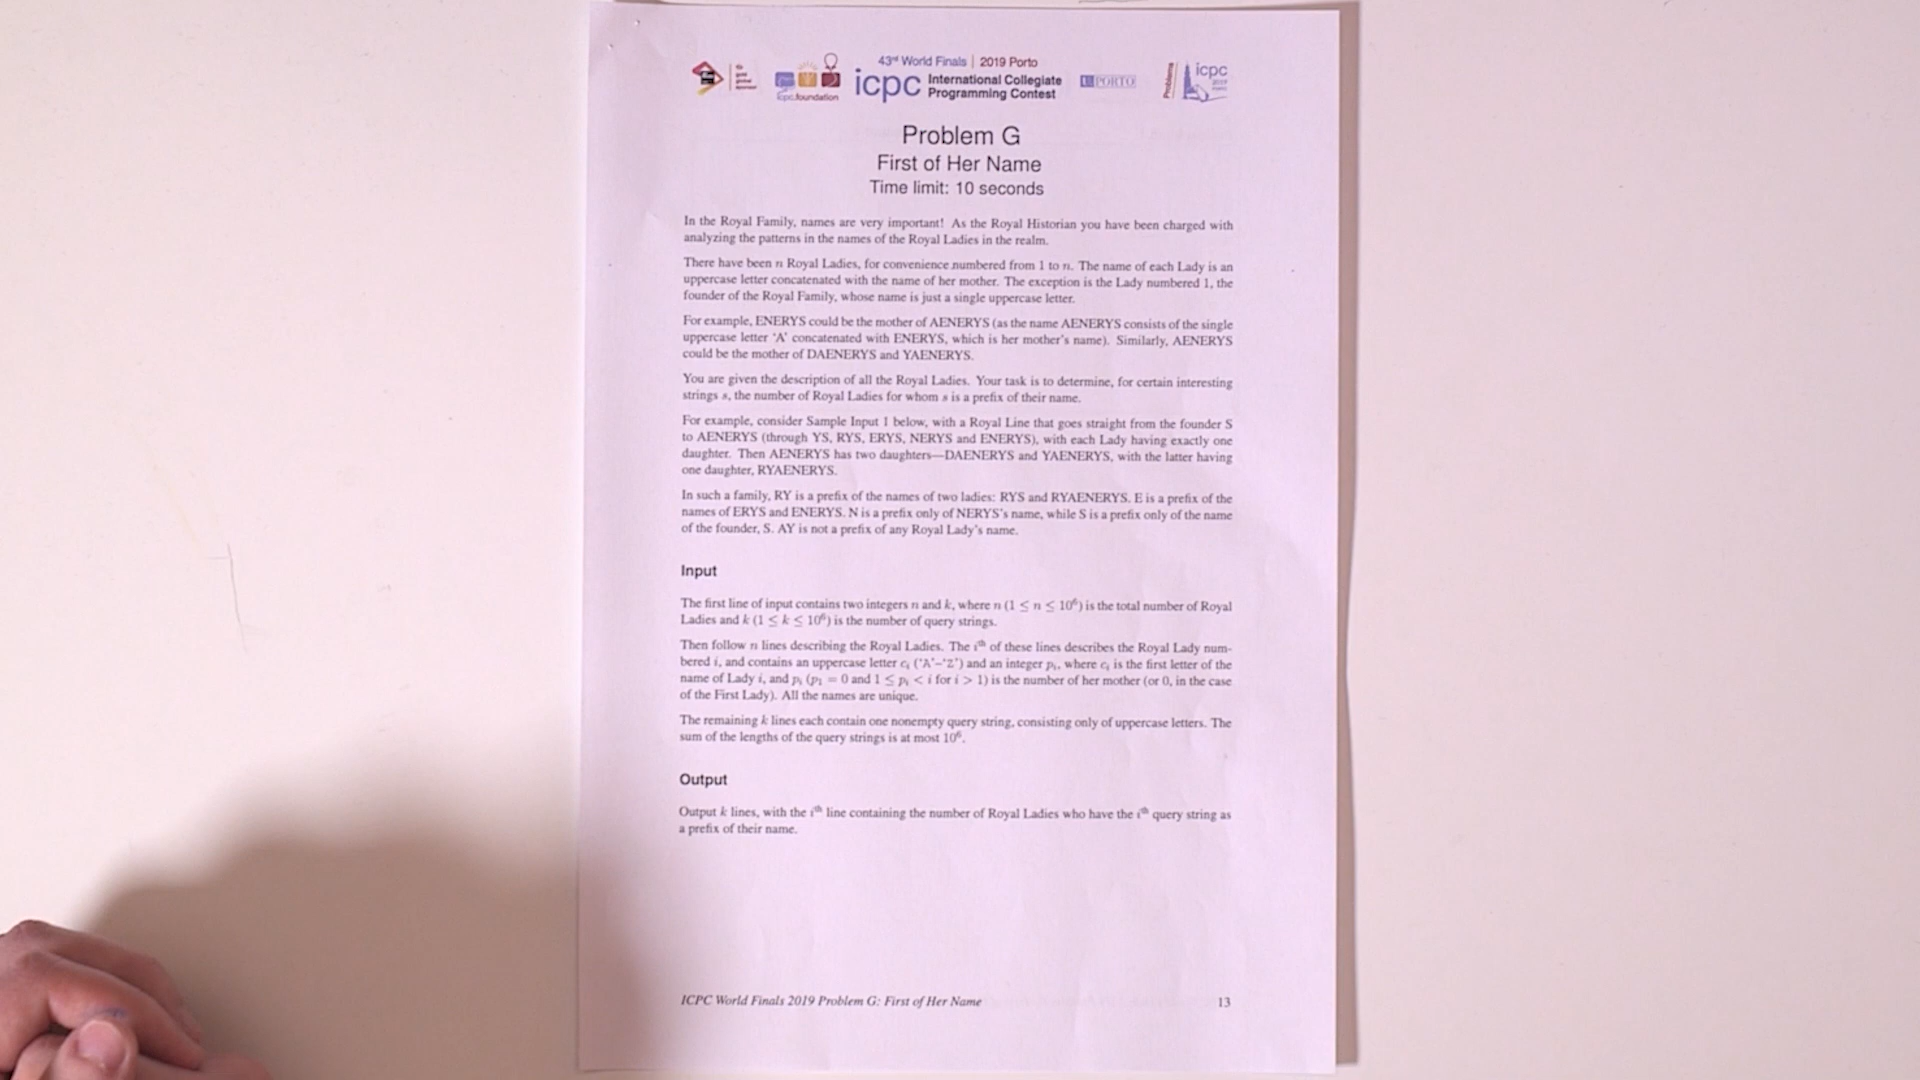 43rd World Finals | 2019 Porto
icpc International Collegiate
Programming Contest
icpc.foundation
U.PORTO
Problems
icpc
Problem G
First of Her Name
Time limit: 10 seconds
In the Royal Family, names are very important! As the Royal Historian you have been charged with
analyzing the patterns in the names of the Royal Ladies in the realm.
There have been n Royal Ladies, for convenience numbered from 1 to n. The name of each Lady is an
uppercase letter concatenated with the name of her mother. The exception is the Lady numbered 1, the
founder of the Royal Family, whose name is just a single uppercase letter.
For example, ENERYS could be the mother of AENERYS (as the name AENERYS consists of the single
uppercase letter ‘A’ concatenated with ENERYS, which is her mother's name). Similarly, AENERYS
could be the mother of DAENERYS and YAENERYS.
You are given the description of all the Royal Ladies. Your task is to determine, for certain interesting
strings s, the number of Royal Ladies for whom s is a prefix of their name.
For example, consider Sample Input 1 below, with a Royal Line that goes straight from the founder S
to AENERYS (through YS, RYS, ERYS, NERYS and ENERYS), with each Lady having exactly one
daughter. Then AENERYS has two daughters—DAENERYS and YAENERYS, with the latter having
one daughter, RYAENERYS.
In such a family, RY is a prefix of the names of two ladies: RYS and RYAENERYS. E is a prefix of the
names of ERYS and ENERYS. N is a prefix only of NERYS's name, while S is a prefix only of the name
of the founder, S. AY is not a prefix of any Royal Lady's name.
Input
The first line of input contains two integers n and k, where n (1 ≤ n ≤ 10⁶) is the total number of Royal
Ladies and k (1 ≤ k ≤ 10⁶) is the number of query strings.
Then follow n lines describing the Royal Ladies. The iᵗʰ of these lines describes the Royal Lady num-
bered i, and contains an uppercase letter cᵢ (‘A’–‘Z’) and an integer pᵢ, where cᵢ is the first letter of the
name of Lady i, and pᵢ (p₁ = 0 and 1 ≤ pᵢ < i for i > 1) is the number of her mother (or 0, in the case
of the First Lady). All the names are unique.
The remaining k lines each contain one nonempty query string, consisting only of uppercase letters. The
sum of the lengths of the query strings is at most 10⁶.
Output
Output k lines, with the iᵗʰ line containing the number of Royal Ladies who have the iᵗʰ query string as
a prefix of their name.
ICPC World Finals 2019 Problem G: First of Her Name 13